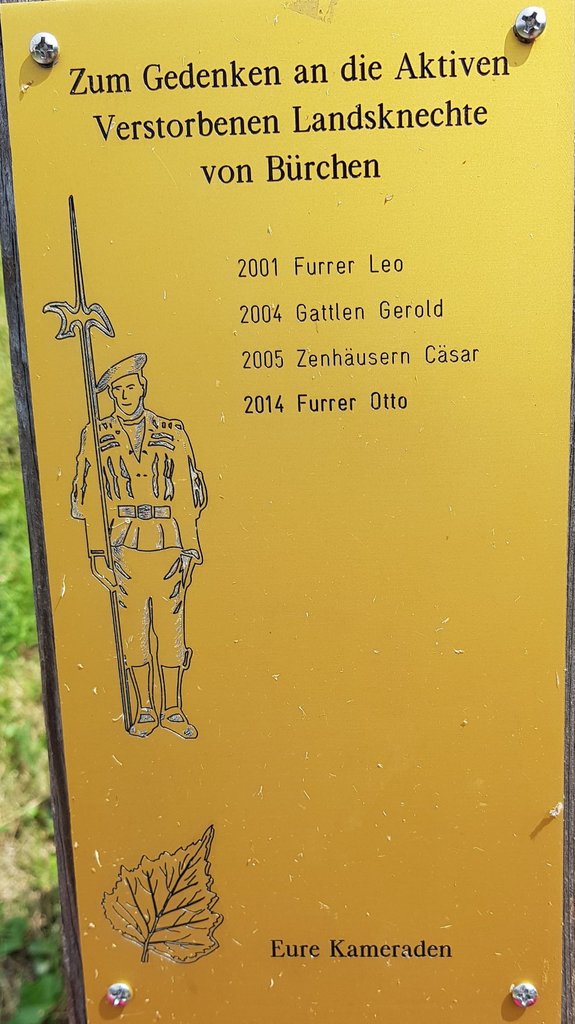 Zum Gedenken an die Aktiven
Verstorbenen Landsknechte
von Bürchen
2001 Furrer Leo
2004 Gattlen Gerold
2005 Zenhäusern Cäsar
2014 Furrer Otto
Eure Kameraden